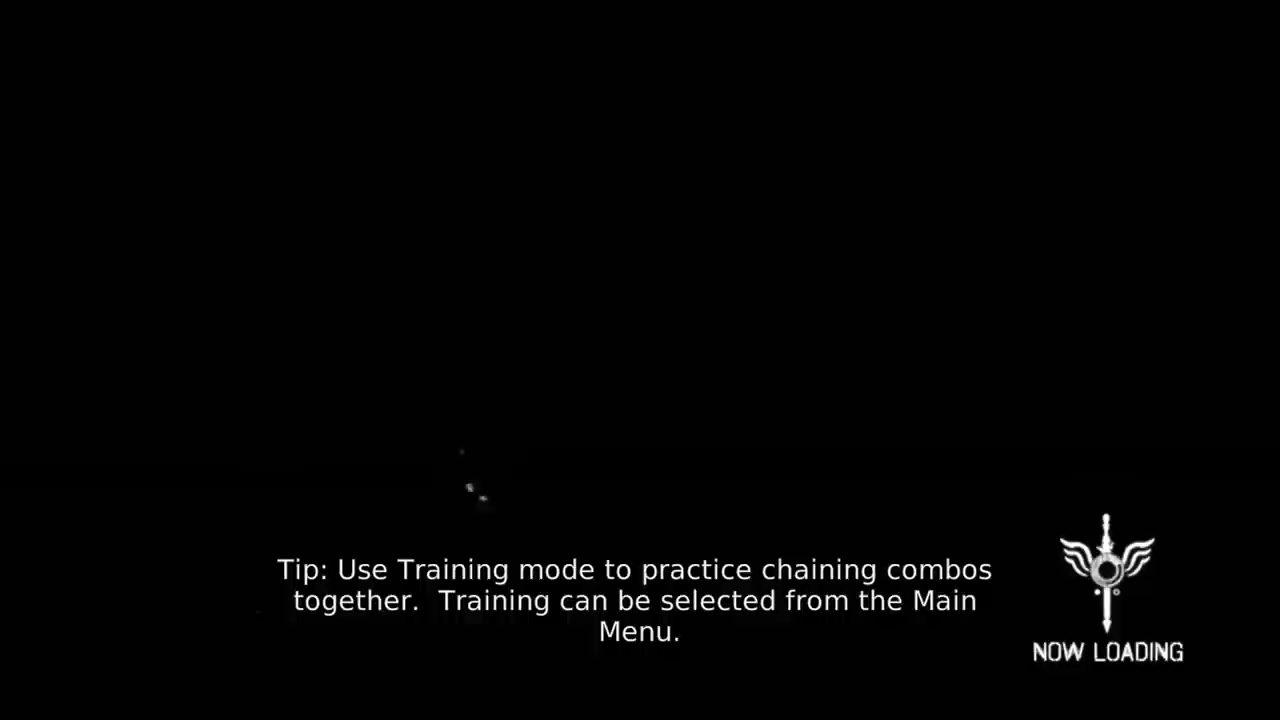 Tip: Use Training mode to practice chaining combos
together.  Training can be selected from the Main
Menu.
NOW LOADING